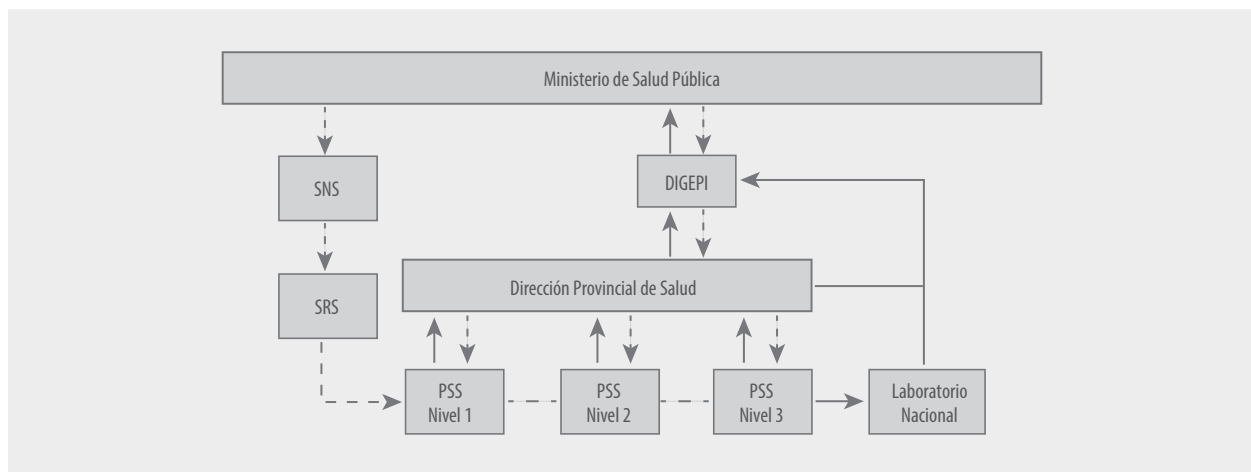 Ministerio de Salud Pública
SNS
DIGEPI
SRS
Dirección Provincial de Salud
PSS
Nivel 1
PSS
Nivel 2
PSS
Nivel 3
Laboratorio
Nacional